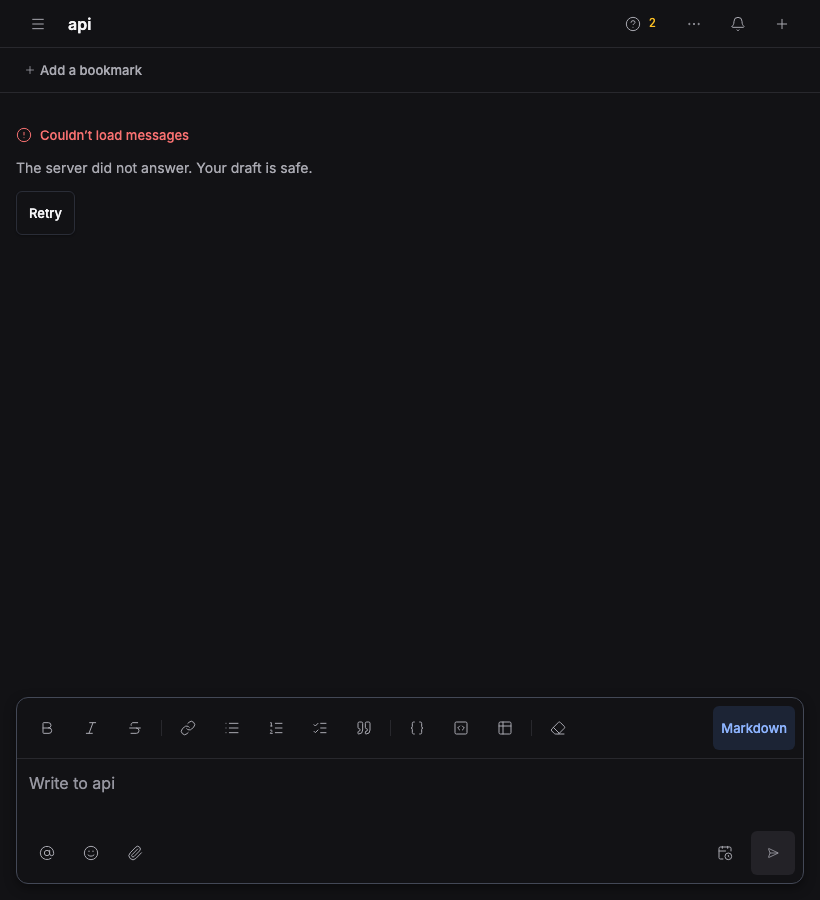 api
2
+ Add a bookmark
Couldn't load messages
The server did not answer. Your draft is safe.
Retry
Markdown
Write to api